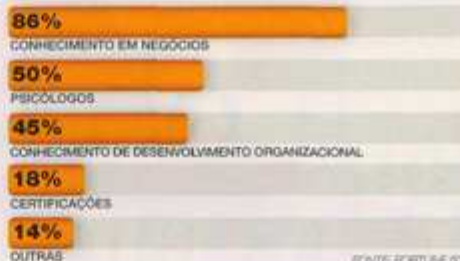 86%
CONHECIMENTO EM NEGÓCIOS
50%
PSICÓLOGOS
45%
CONHECIMENTO DE DESENVOLVIMENTO ORGANIZACIONAL
18%
CERTIFICAÇÕES
14%
OUTRAS
FONTE: FORTUNE